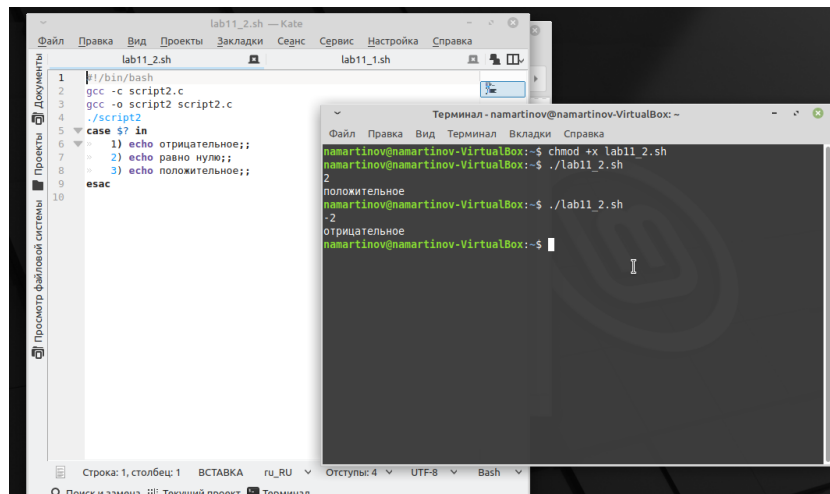 lab11_2.sh — Kate
Файл Правка Вид Проекты Закладки Сеанс Сервис Настройка Справка
lab11_2.sh lab11_1.sh
Документы
Проекты
Просмотр файловой системы
1 #!/bin/bash
2 gcc -c script2.c
3 gcc -o script2 script2.c
4 ./script2
5 case $? in
6 » 1) echo отрицательное;;
7 » 2) echo равно нулю;;
8 » 3) echo положительное;;
9 esac
10
Терминал - namartinov@namartinov-VirtualBox: ~
Файл Правка Вид Терминал Вкладки Справка
namartinov@namartinov-VirtualBox:~$ chmod +x lab11_2.sh
namartinov@namartinov-VirtualBox:~$ ./lab11_2.sh
2
положительное
namartinov@namartinov-VirtualBox:~$ ./lab11_2.sh
-2
отрицательное
namartinov@namartinov-VirtualBox:~$
Строка: 1, столбец: 1 ВСТАВКА ru_RU Отступы: 4 UTF-8 Bash
Поиск и замена Текущий проект Терминал